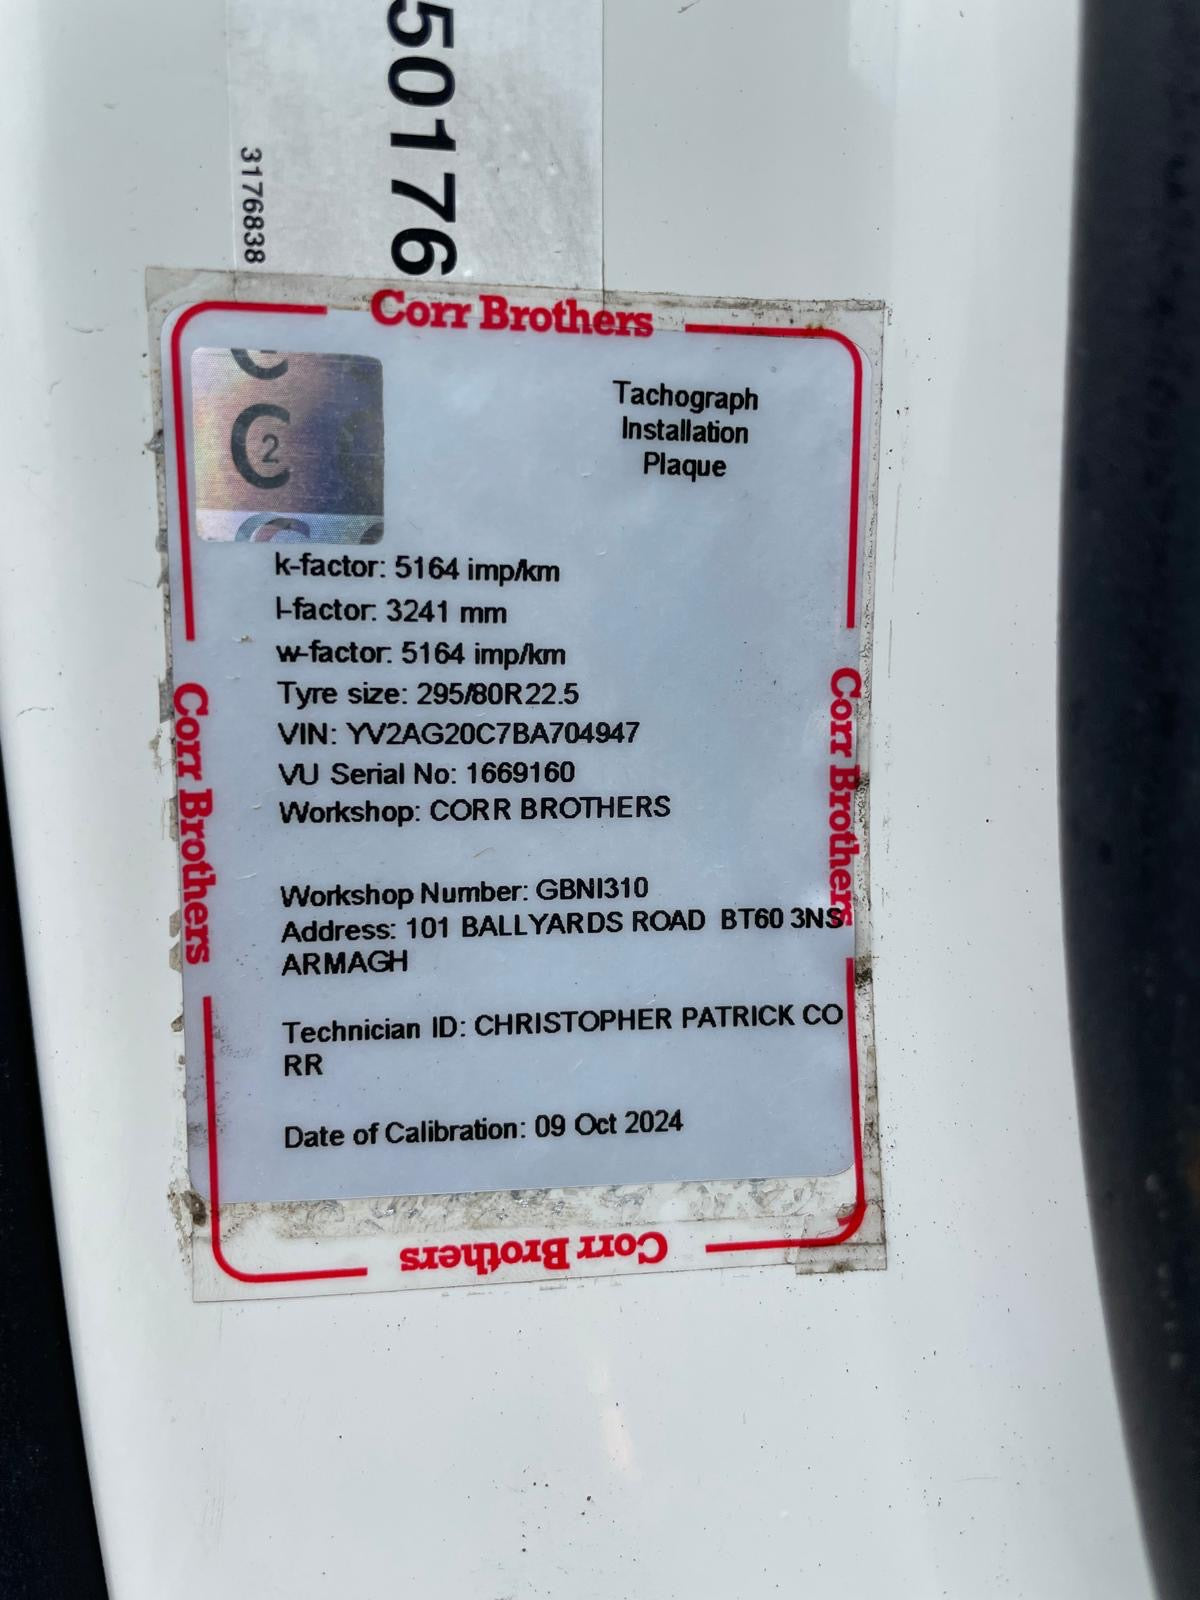 50176
3176838
Corr Brothers
C2
Tachograph
Installation
Plaque
k-factor: 5164 imp/km
l-factor: 3241 mm
w-factor: 5164 imp/km
Tyre size: 295/80R22.5
VIN: YV2AG20C7BA704947
VU Serial No: 1669160
Workshop: CORR BROTHERS
Workshop Number: GBNI310
Address: 101 BALLYARDS ROAD BT60 3NS
ARMAGH
Technician ID: CHRISTOPHER PATRICK CO
RR
Date of Calibration: 09 Oct 2024
Corr Brothers
Corr Brothers
Corr Brothers